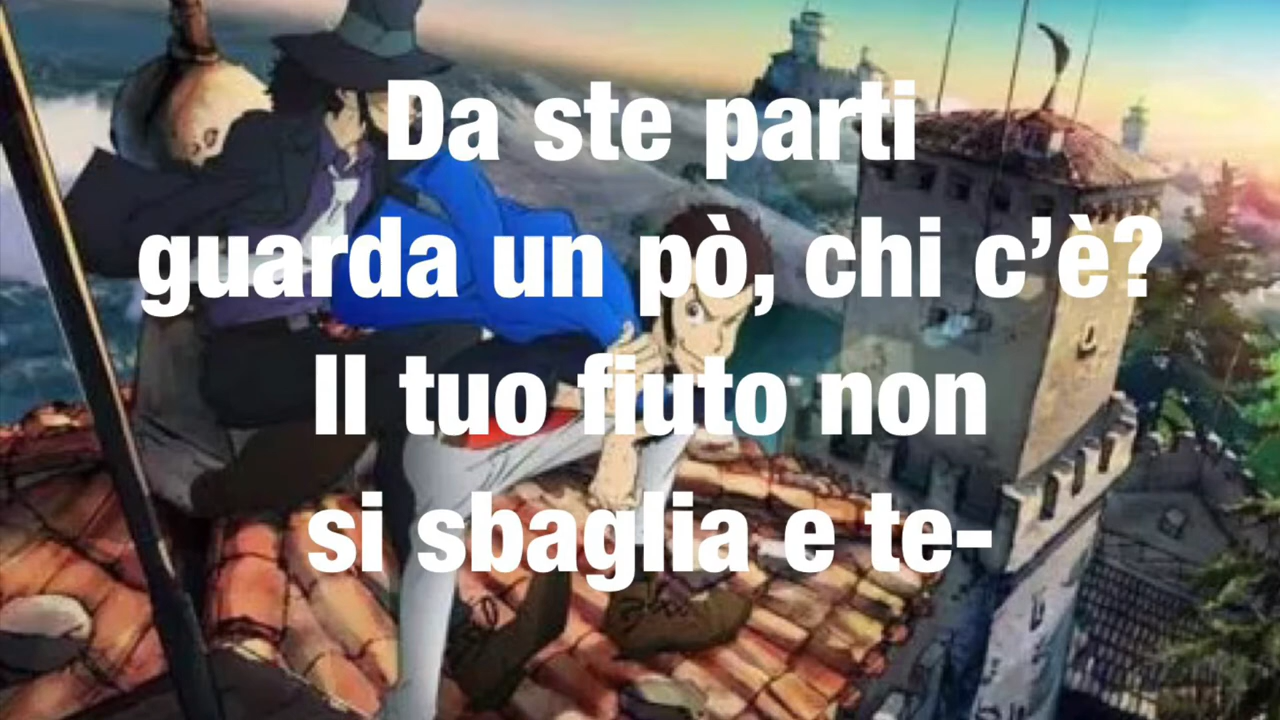 Da ste parti
guarda un pò, chi c’è?
Il tuo fiuto non
si sbaglia e te-